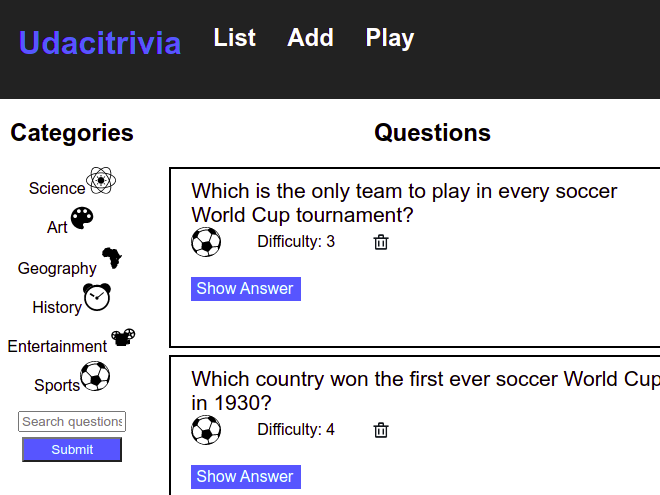 Udacitrivia
List Add Play
Categories
Science
Art
Geography
History
Entertainment
Sports
Search questions
Submit
Questions
Which is the only team to play in every soccer
World Cup tournament?
Difficulty: 3
Show Answer
Which country won the first ever soccer World Cup
in 1930?
Difficulty: 4
Show Answer